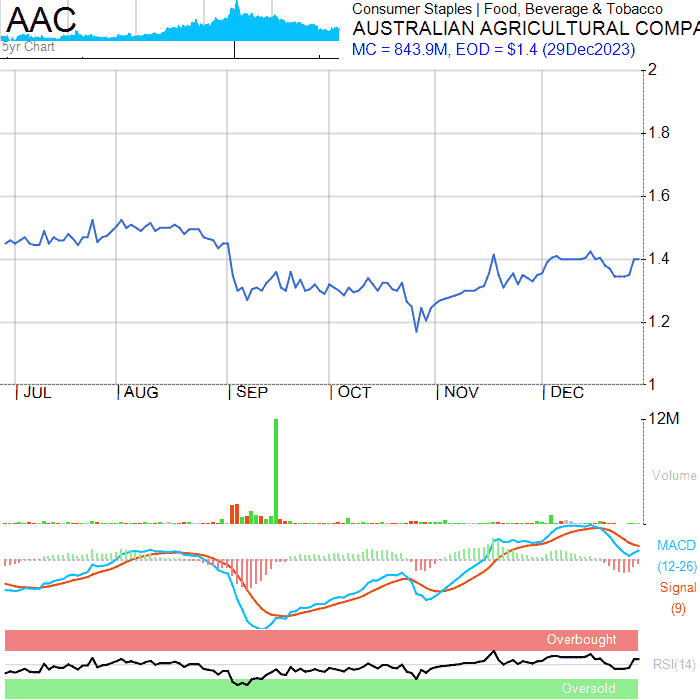 AAC
5yr Chart
Consumer Staples | Food, Beverage & Tobacco
AUSTRALIAN AGRICULTURAL COMPA
MC = 843.9M, EOD = $1.4 (29Dec2023)
2
1.8
1.6
1.4
1.2
1
JUL AUG SEP OCT NOV DEC
12M
Volume
MACD
(12-26)
Signal
(9)
Overbought
RSI(14)
Oversold